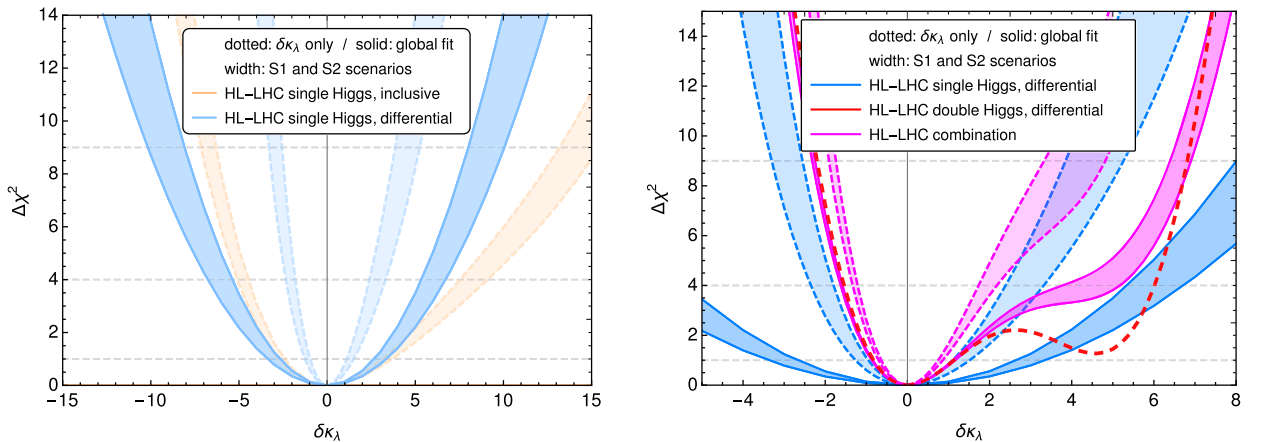 dotted: δκλ only / solid: global fit
width: S1 and S2 scenarios
HL−LHC single Higgs, inclusive
HL−LHC single Higgs, differential
Δχ²
14
12
10
8
6
4
2
0
−15
−10
−5
0
5
10
15
δκλ
dotted: δκλ only / solid: global fit
width: S1 and S2 scenarios
HL−LHC single Higgs, differential
HL−LHC double Higgs, differential
HL−LHC combination
Δχ²
14
12
10
8
6
4
2
0
−4
−2
0
2
4
6
8
δκλ